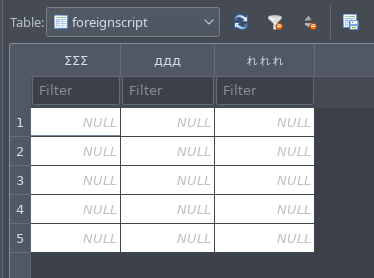 Table: foreignscript
ΣΣΣ ддд れれれ
Filter Filter Filter
1 NULL NULL NULL
2 NULL NULL NULL
3 NULL NULL NULL
4 NULL NULL NULL
5 NULL NULL NULL